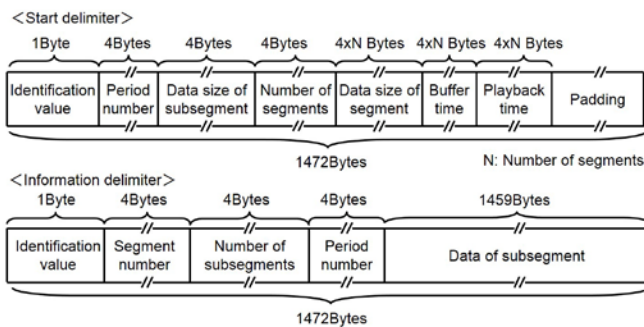 <Start delimiter>
1Byte 4Bytes 4Bytes 4Bytes 4xN Bytes 4xN Bytes 4xN Bytes
Identification value Period number Data size of subsegment Number of segments Data size of segment Buffer time Playback time Padding
1472Bytes
N: Number of segments
<Information delimiter>
1Byte 4Bytes 4Bytes 4Bytes 1459Bytes
Identification value Segment number Number of subsegments Period number Data of subsegment
1472Bytes